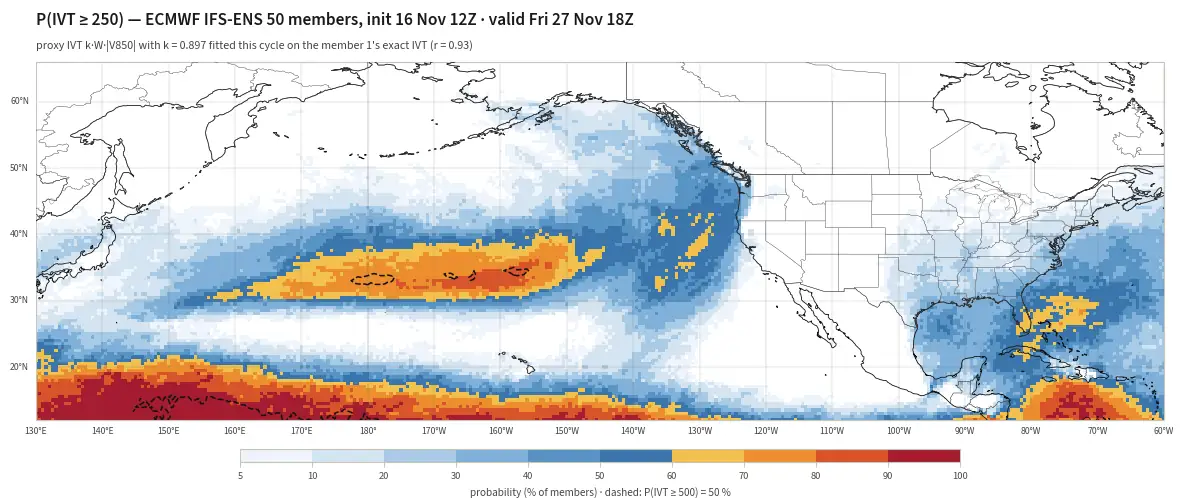 P(IVT ≥ 250) — ECMWF IFS-ENS 50 members, init 16 Nov 12Z · valid Fri 27 Nov 18Z
proxy IVT k·W·|V850| with k = 0.897 fitted this cycle on the member 1's exact IVT (r = 0.93)
60°N
50°N
40°N
30°N
20°N
130°E 140°E 150°E 160°E 170°E 180° 170°W 160°W 150°W 140°W 130°W 120°W 110°W 100°W 90°W 80°W 70°W 60°W
5 10 20 30 40 50 60 70 80 90 100
probability (% of members) · dashed: P(IVT ≥ 500) = 50 %